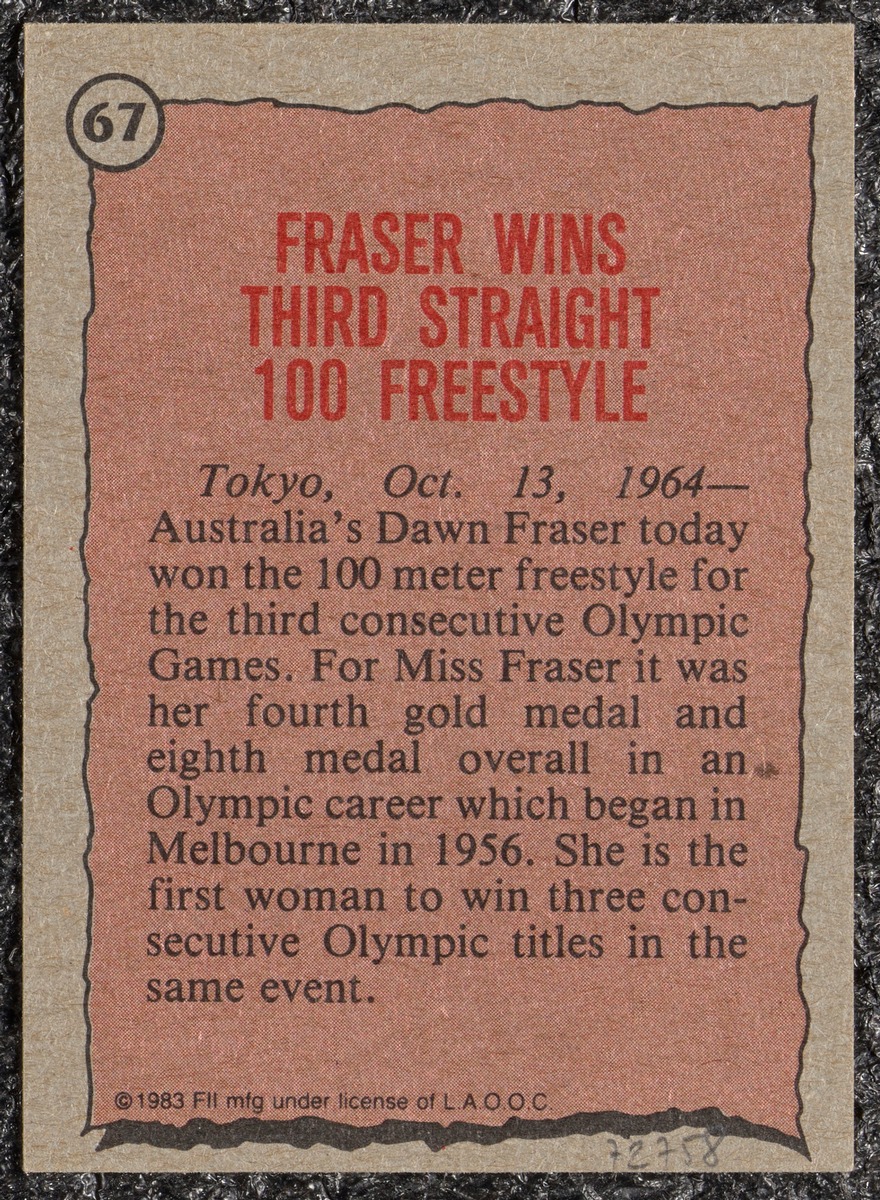 67
FRASER WINS
THIRD STRAIGHT
100 FREESTYLE
Tokyo, Oct. 13, 1964—
Australia's Dawn Fraser today
won the 100 meter freestyle for
the third consecutive Olympic
Games. For Miss Fraser it was
her fourth gold medal and
eighth medal overall in an
Olympic career which began in
Melbourne in 1956. She is the
first woman to win three con-
secutive Olympic titles in the
same event.
©1983 FII mfg under license of L.A.O.O.C.
72758